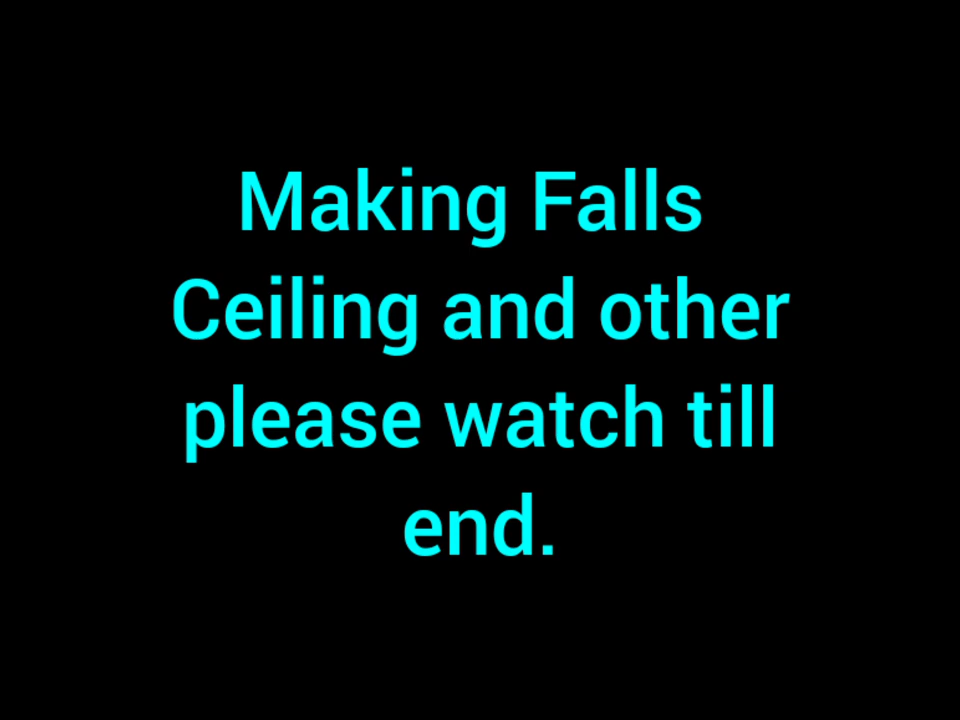 Making Falls
Ceiling and other
please watch till
end.